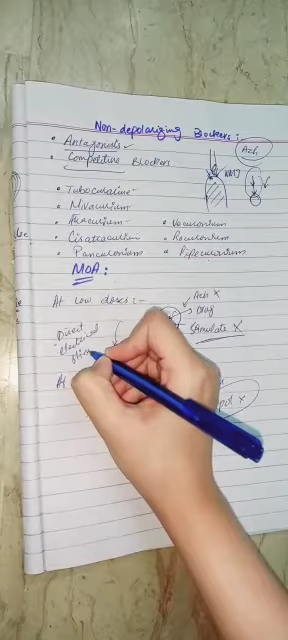 Non-depolarizing Blockers:
• Antagonists ✓
Ach
• Competitive Blockers
• Tubocurarine
• Mivacurium
• Atracurium • Vecuronium
• Cisatracurium • Rocuronium
• Pancuronium • Pipecuronium
MOA:
At low doses:-
Ach X
Drug
Stimulate X
Direct
electrical
At